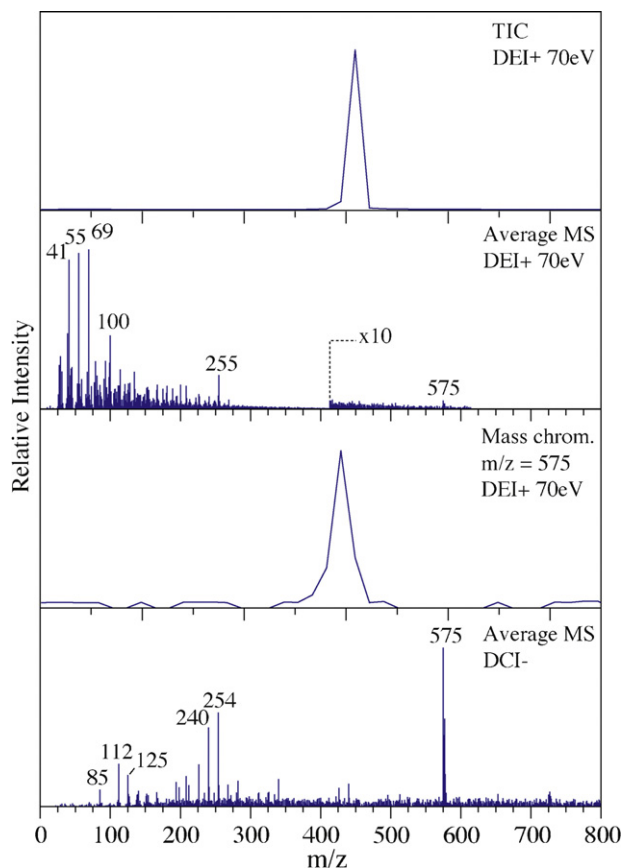 TIC
DEI+ 70eV
Average MS
DEI+ 70eV
41
55
69
100
255
x10
575
Mass chrom.
m/z = 575
DEI+ 70eV
Relative Intensity
Average MS
DCI-
575
254
240
112
125
85
0 100 200 300 400 500 600 700 800
m/z